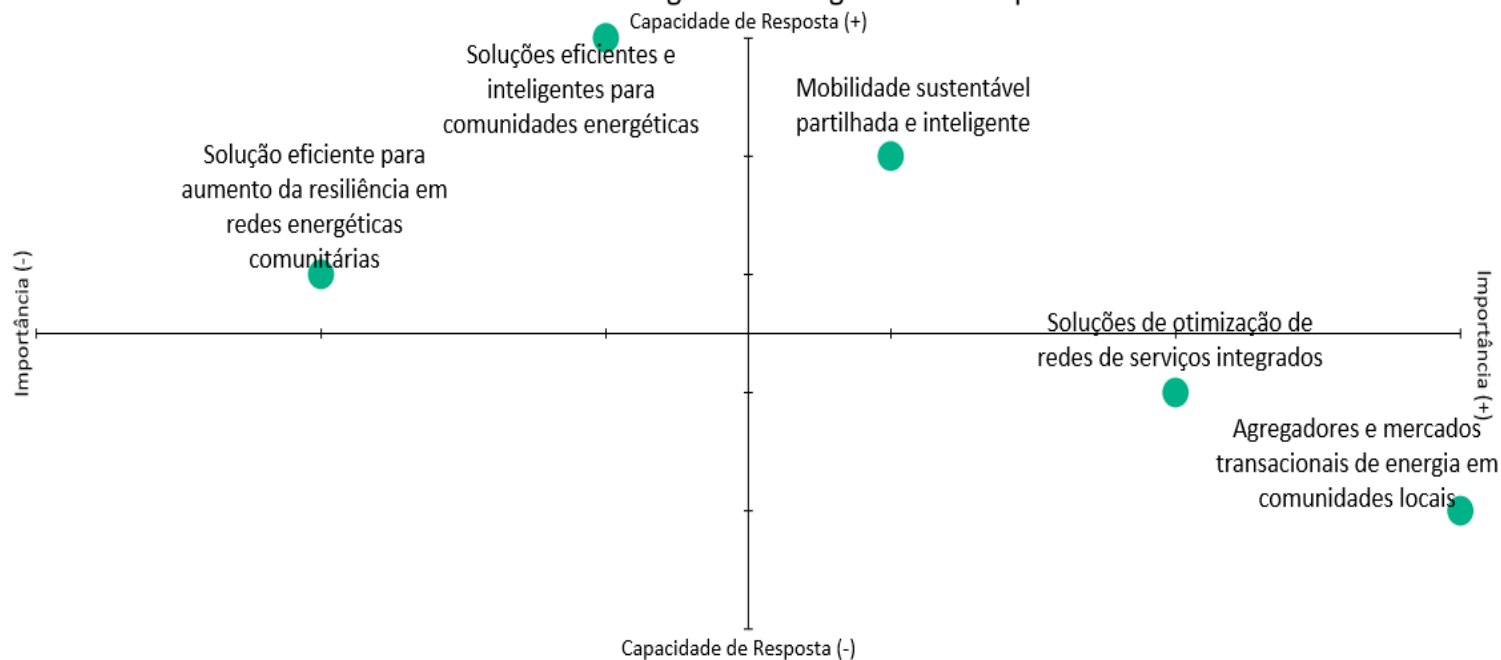 Capacidade de Resposta (+)
Soluções eficientes e
inteligentes para
comunidades energéticas
Mobilidade sustentável
partilhada e inteligente
Solução eficiente para
aumento da resiliência em
redes energéticas
comunitárias
Importância (-)
Importância (+)
Soluções de otimização de
redes de serviços integrados
Agregadores e mercados
transacionais de energia em
comunidades locais
Capacidade de Resposta (-)